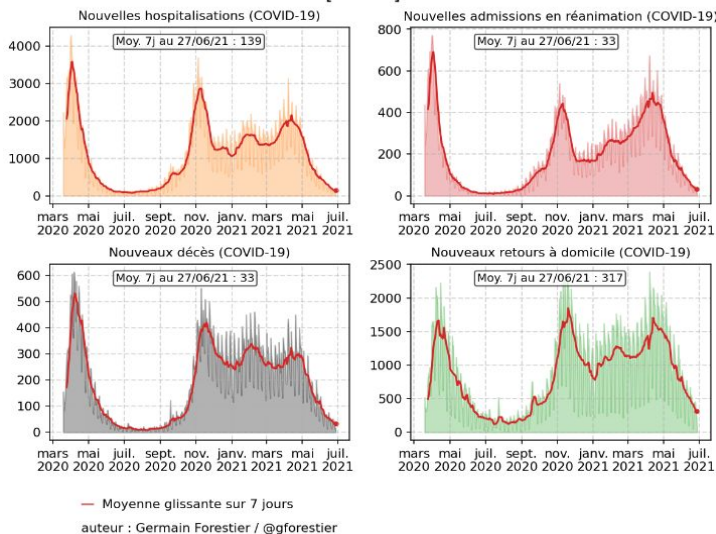 Nouvelles hospitalisations (COVID-19)
Moy. 7j au 27/06/21 : 139
4000
3000
2000
1000
0
mars mai juil. sept. nov. janv. mars mai juil.
2020 2020 2020 2020 2020 2021 2021 2021 2021
Nouvelles admissions en réanimation (COVID-19)
Moy. 7j au 27/06/21 : 33
800
600
400
200
0
mars mai juil. sept. nov. janv. mars mai juil.
2020 2020 2020 2020 2020 2021 2021 2021 2021
Nouveaux décès (COVID-19)
Moy. 7j au 27/06/21 : 33
600
500
400
300
200
100
0
mars mai juil. sept. nov. janv. mars mai juil.
2020 2020 2020 2020 2020 2021 2021 2021 2021
Nouveaux retours à domicile (COVID-19)
Moy. 7j au 27/06/21 : 317
2500
2000
1500
1000
500
0
mars mai juil. sept. nov. janv. mars mai juil.
2020 2020 2020 2020 2020 2021 2021 2021 2021
Moyenne glissante sur 7 jours
auteur : Germain Forestier / @gforestier